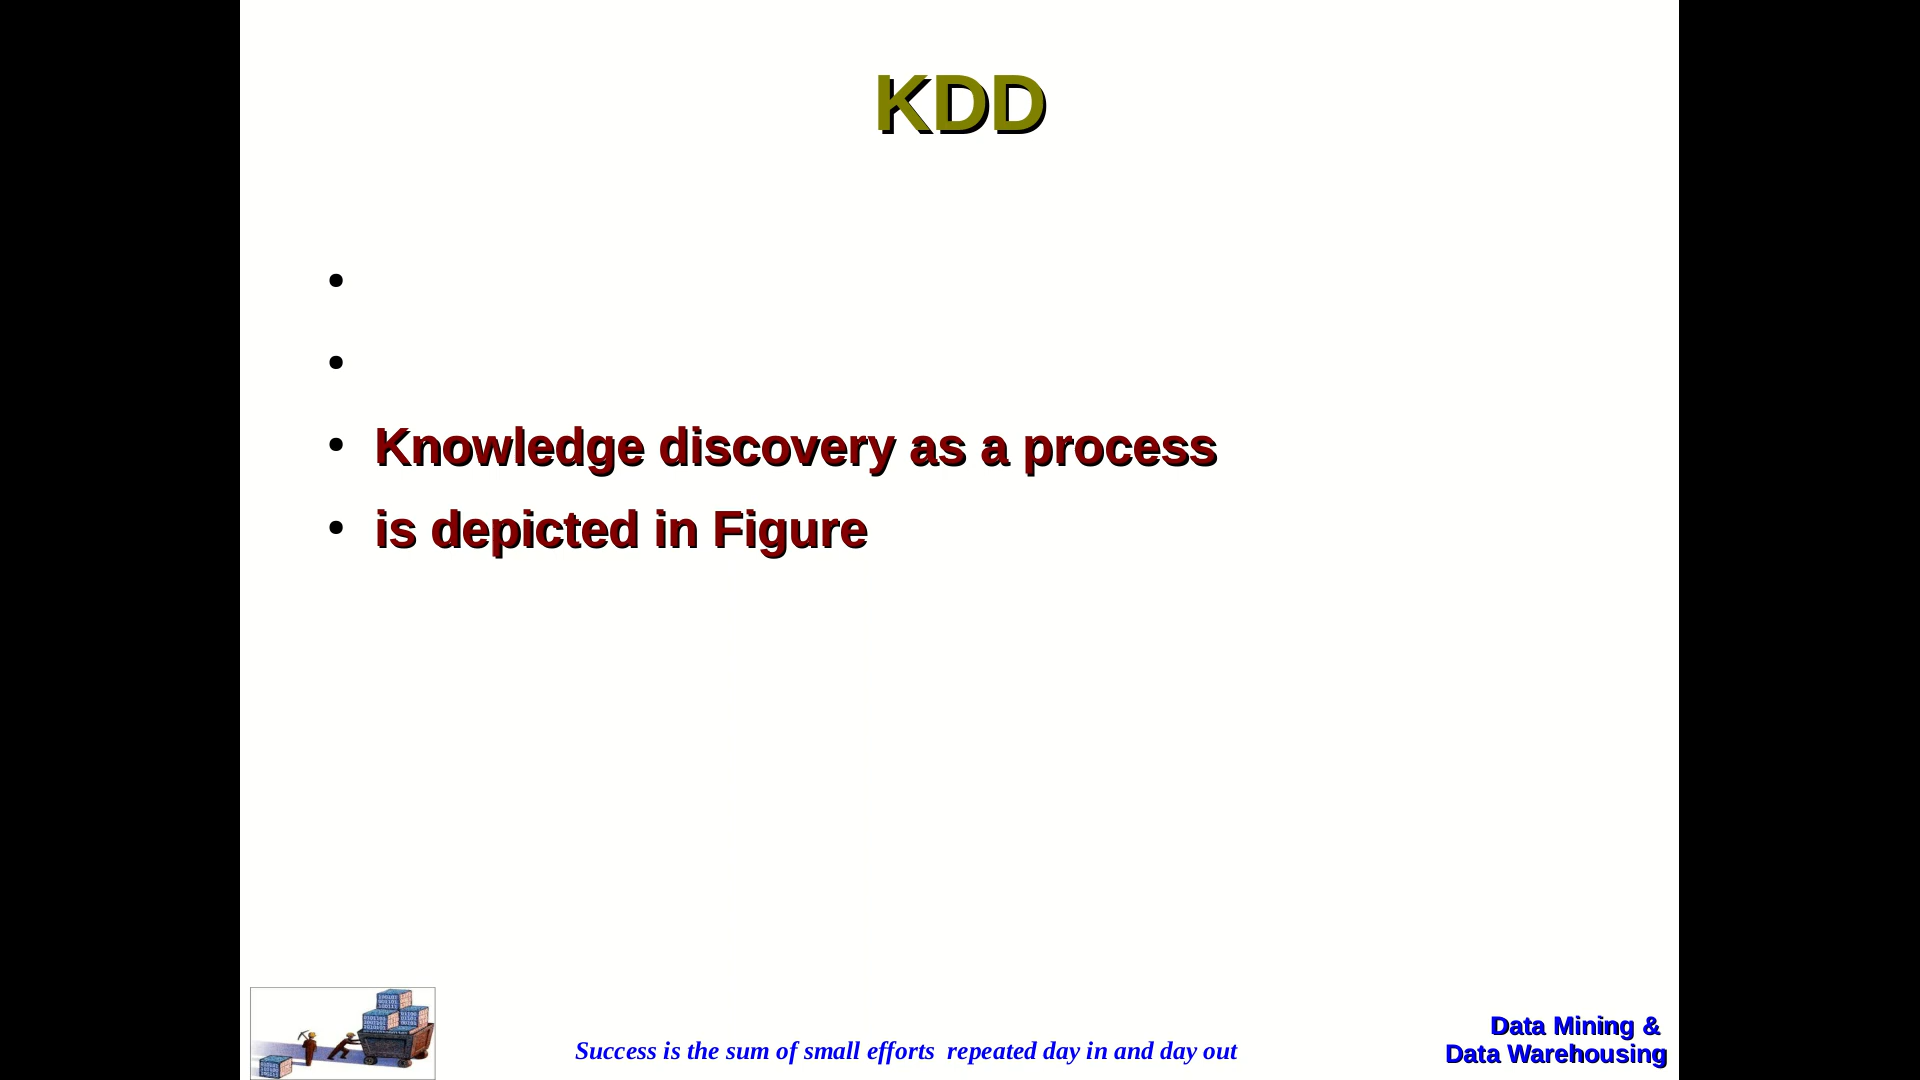 KDD
•
•
• Knowledge discovery as a process
• is depicted in Figure
Success is the sum of small efforts  repeated day in and day out
Data Mining &
Data Warehousing